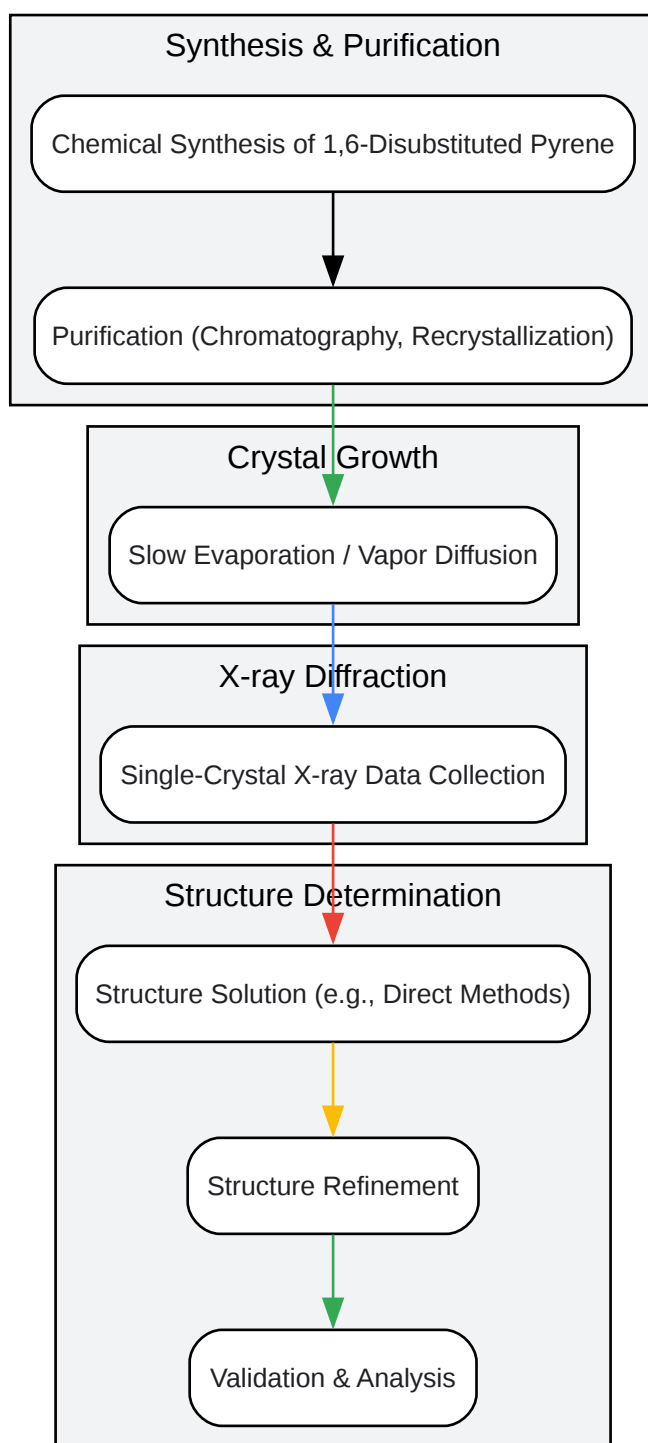 Synthesis & Purification
Chemical Synthesis of 1,6-Disubstituted Pyrene
Purification (Chromatography, Recrystallization)
Crystal Growth
Slow Evaporation / Vapor Diffusion
X-ray Diffraction
Single-Crystal X-ray Data Collection
Structure Determination
Structure Solution (e.g., Direct Methods)
Structure Refinement
Validation & Analysis